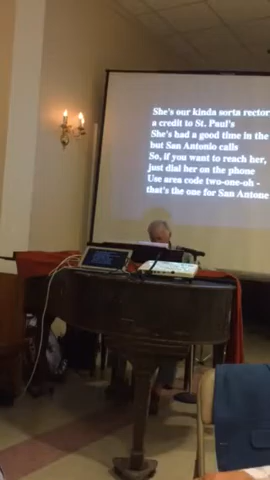 She's our kinda sorta rector
a credit to St. Paul's
She's had a good time in the
but San Antonio calls
So, if you want to reach her,
just dial her on the phone
Use area code two-one-oh -
that's the one for San Antone